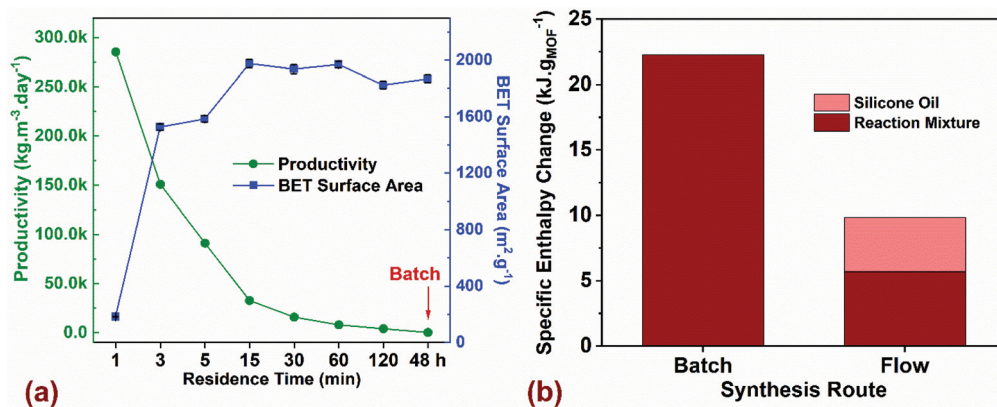 300.0k
250.0k
200.0k
150.0k
100.0k
50.0k
0.0
Productivity (kg.m⁻³.day⁻¹)
Productivity
BET Surface Area
Batch
2000
1600
1200
800
400
0
BET Surface Area (m².g⁻¹)
1 3 5 15 30 60 120 48 h
Residence Time (min)
(a)
25
20
15
10
5
0
Specific Enthalpy Change (kJ.g_MOF⁻¹)
Silicone Oil
Reaction Mixture
Batch Flow
Synthesis Route
(b)